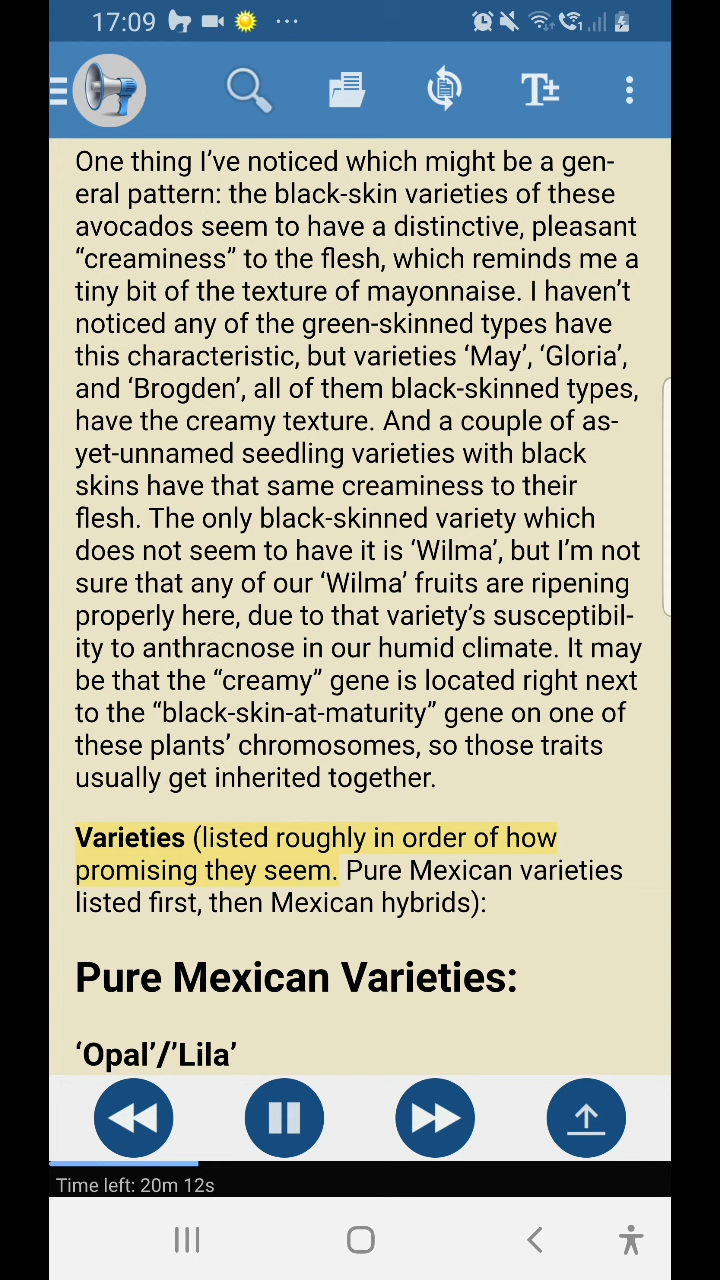 17:09
T±
One thing I’ve noticed which might be a gen-
eral pattern: the black-skin varieties of these
avocados seem to have a distinctive, pleasant
“creaminess” to the flesh, which reminds me a
tiny bit of the texture of mayonnaise. I haven’t
noticed any of the green-skinned types have
this characteristic, but varieties ‘May’, ‘Gloria’,
and ‘Brogden’, all of them black-skinned types,
have the creamy texture. And a couple of as-
yet-unnamed seedling varieties with black
skins have that same creaminess to their
flesh. The only black-skinned variety which
does not seem to have it is ‘Wilma’, but I’m not
sure that any of our ‘Wilma’ fruits are ripening
properly here, due to that variety’s susceptibil-
ity to anthracnose in our humid climate. It may
be that the “creamy” gene is located right next
to the “black-skin-at-maturity” gene on one of
these plants’ chromosomes, so those traits
usually get inherited together.
Varieties (listed roughly in order of how
promising they seem. Pure Mexican varieties
listed first, then Mexican hybrids):
Pure Mexican Varieties:
‘Opal’/’Lila’
Time left: 20m 12s